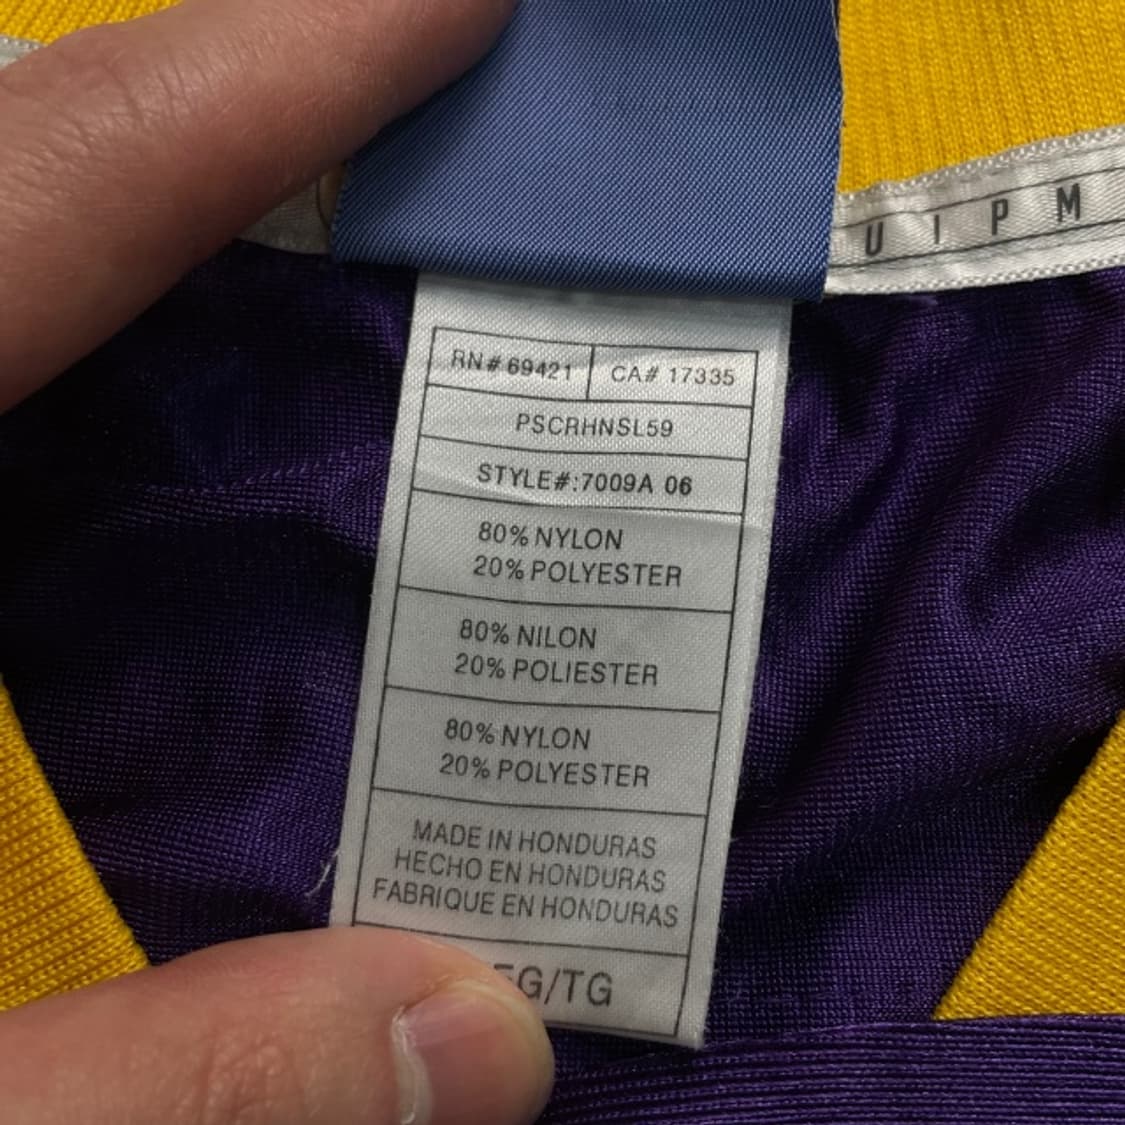 U I P M
RN# 69421 CA# 17335
PSCRHNSL59
STYLE#:7009A 06
80% NYLON
20% POLYESTER
80% NILON
20% POLIESTER
80% NYLON
20% POLYESTER
MADE IN HONDURAS
HECHO EN HONDURAS
FABRIQUE EN HONDURAS
G/TG